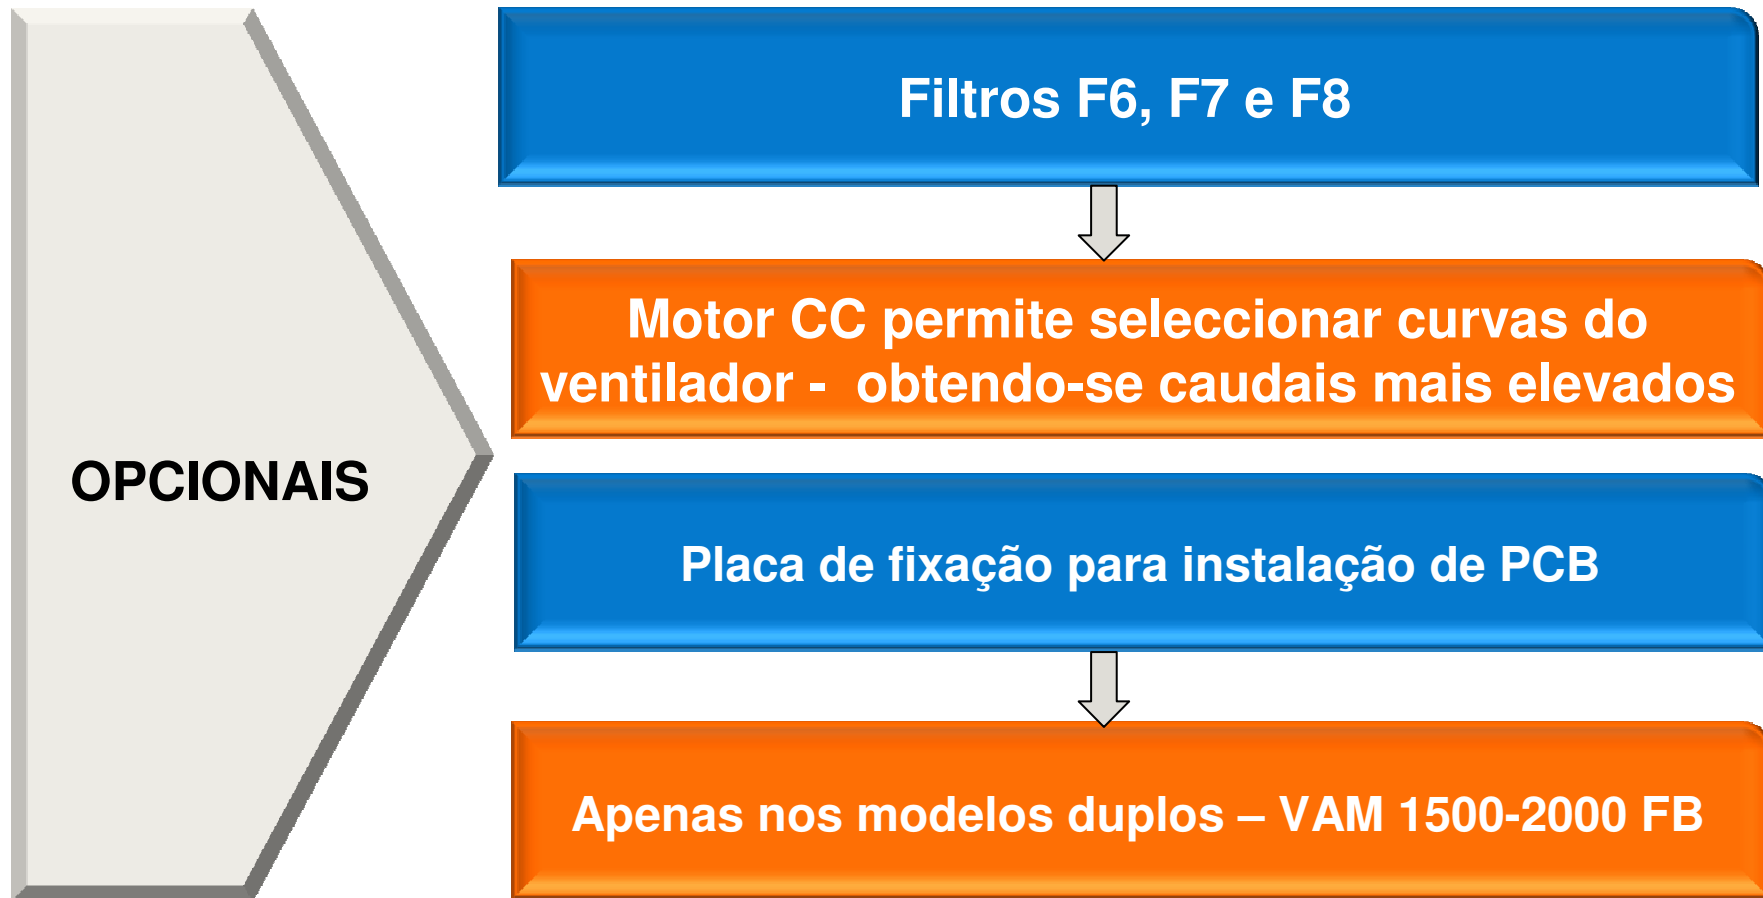 OPCIONAIS
Filtros F6, F7 e F8
Motor CC permite seleccionar curvas do
ventilador -  obtendo-se caudais mais elevados
Placa de fixação para instalação de PCB
Apenas nos modelos duplos – VAM 1500-2000 FB